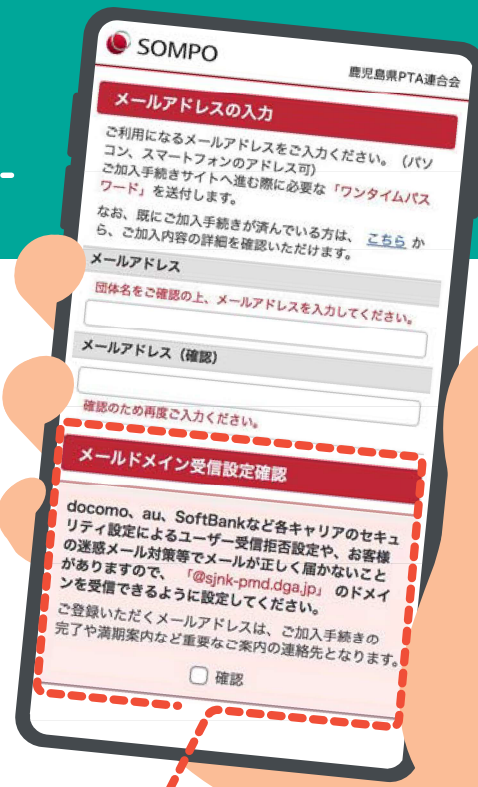 SOMPO
鹿児島県PTA連合会
メールアドレスの入力
ご利用になるメールアドレスをご入力ください。（パソ
コン、スマートフォンのアドレス可）
ご加入手続きサイトへ進む際に必要な「ワンタイムパス
ワード」を送付します。
なお、既にご加入手続きが済んでいる方は、 こちら か
ら、ご加入内容の詳細を確認いただけます。
メールアドレス
団体名をご確認の上、メールアドレスを入力してください。
メールアドレス（確認）
確認のため再度ご入力ください。
メールドメイン受信設定確認
docomo、au、SoftBankなど各キャリアのセキュ
リティ設定によるユーザー受信拒否設定や、お客様
の迷惑メール対策等でメールが正しく届かないこと
がありますので、「@sjnk-pmd.dga.jp」 のドメイ
ンを受信できるように設定してください。
ご登録いただくメールアドレスは、ご加入手続きの
完了や満期案内など重要なご案内の連絡先となります。
確認